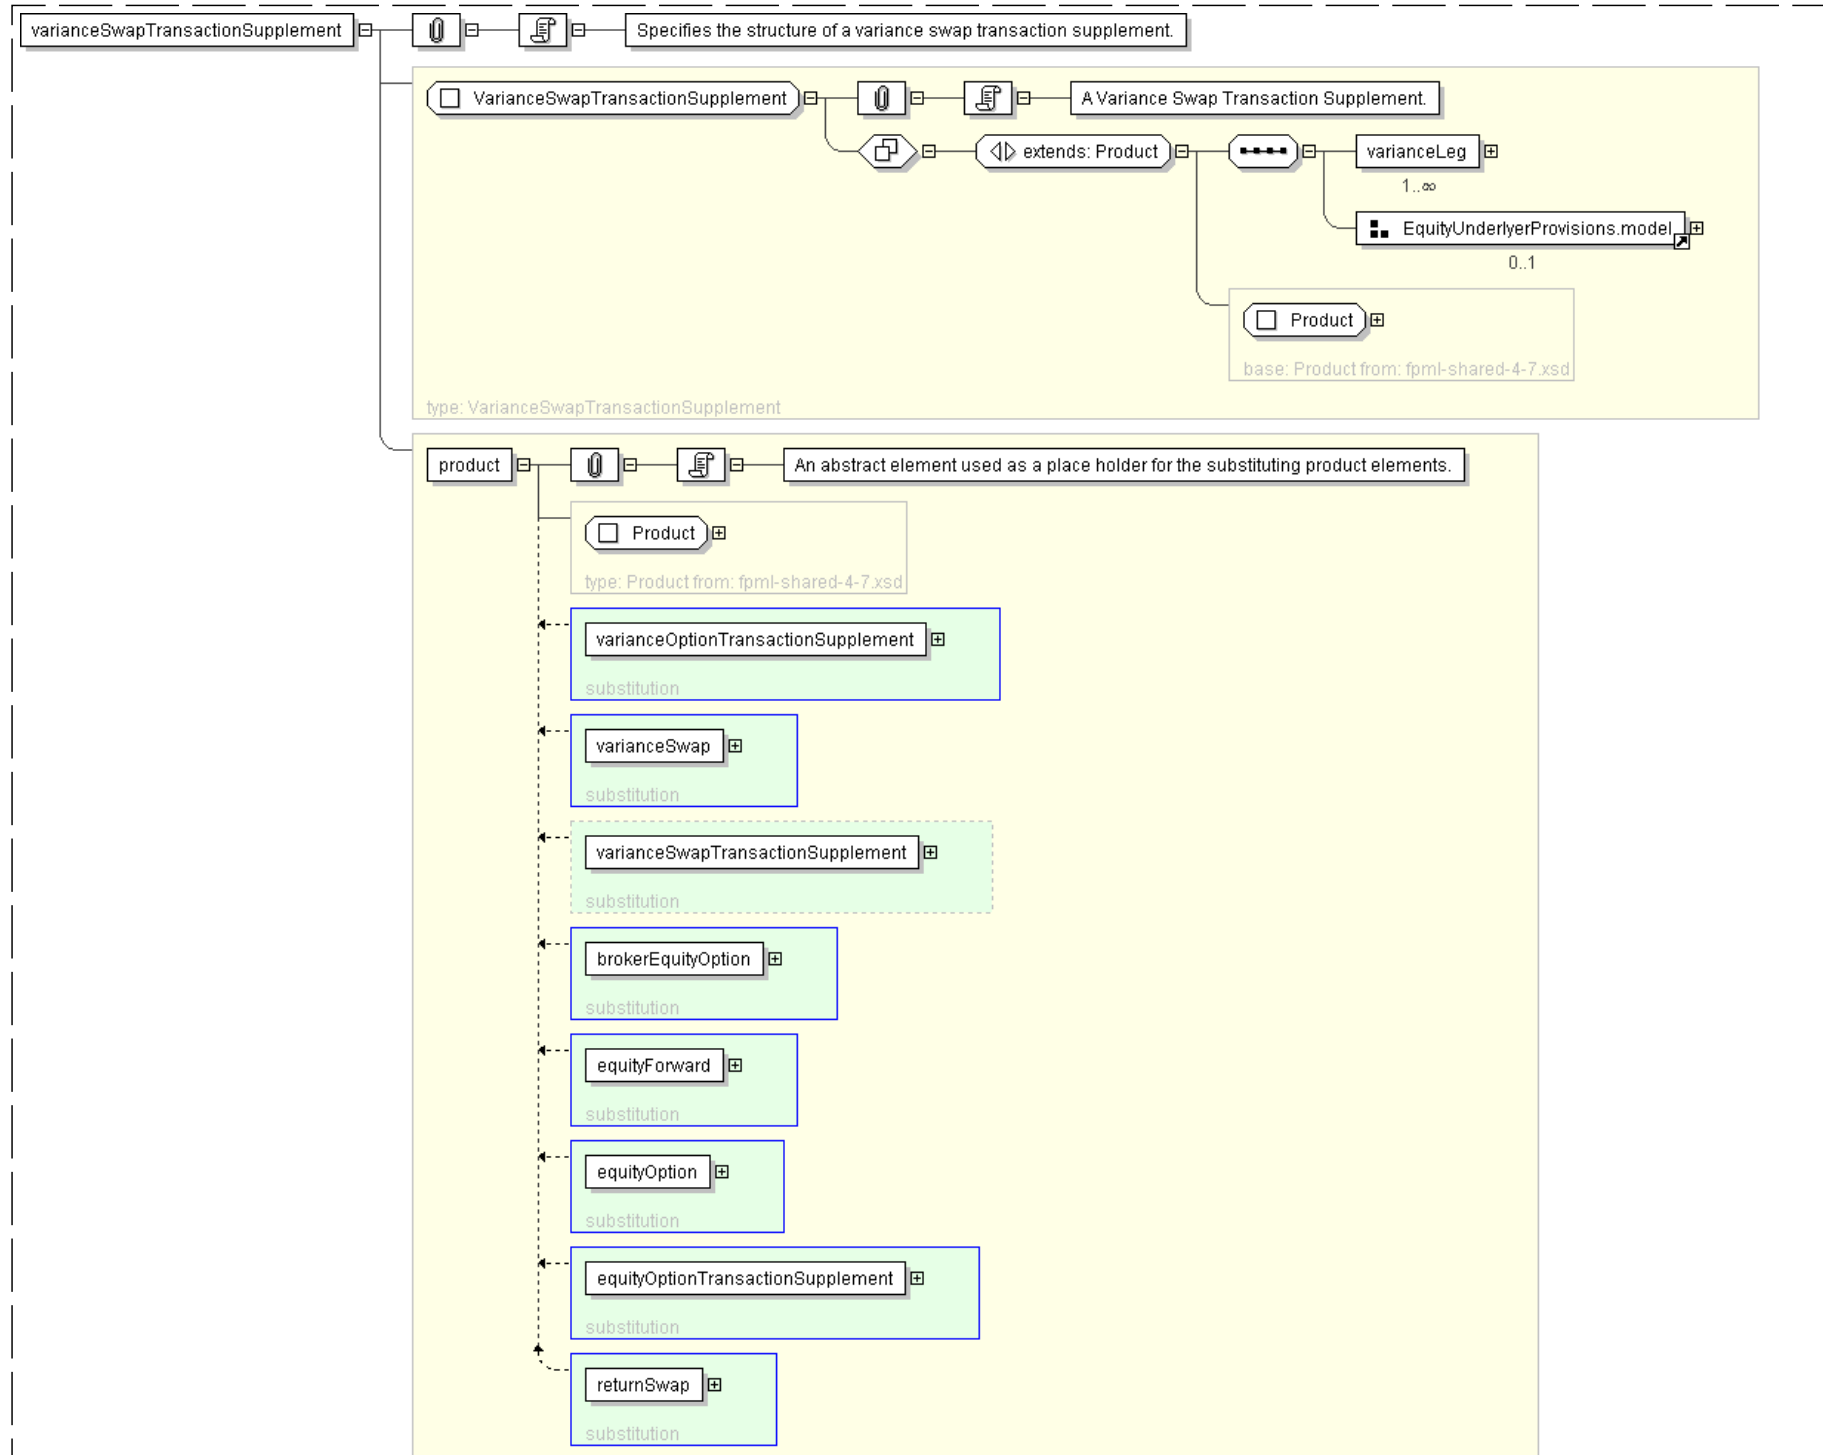 varianceSwapTransactionSupplement
Specifies the structure of a variance swap transaction supplement.
VarianceSwapTransactionSupplement
A Variance Swap Transaction Supplement.
extends: Product
varianceLeg
1..∞
EquityUnderlyerProvisions.model
0..1
Product
base: Product from: fpml-shared-4-7.xsd
type: VarianceSwapTransactionSupplement
product
An abstract element used as a place holder for the substituting product elements.
Product
type: Product from: fpml-shared-4-7.xsd
varianceOptionTransactionSupplement
substitution
varianceSwap
substitution
varianceSwapTransactionSupplement
substitution
brokerEquityOption
substitution
equityForward
substitution
equityOption
substitution
equityOptionTransactionSupplement
substitution
returnSwap
substitution